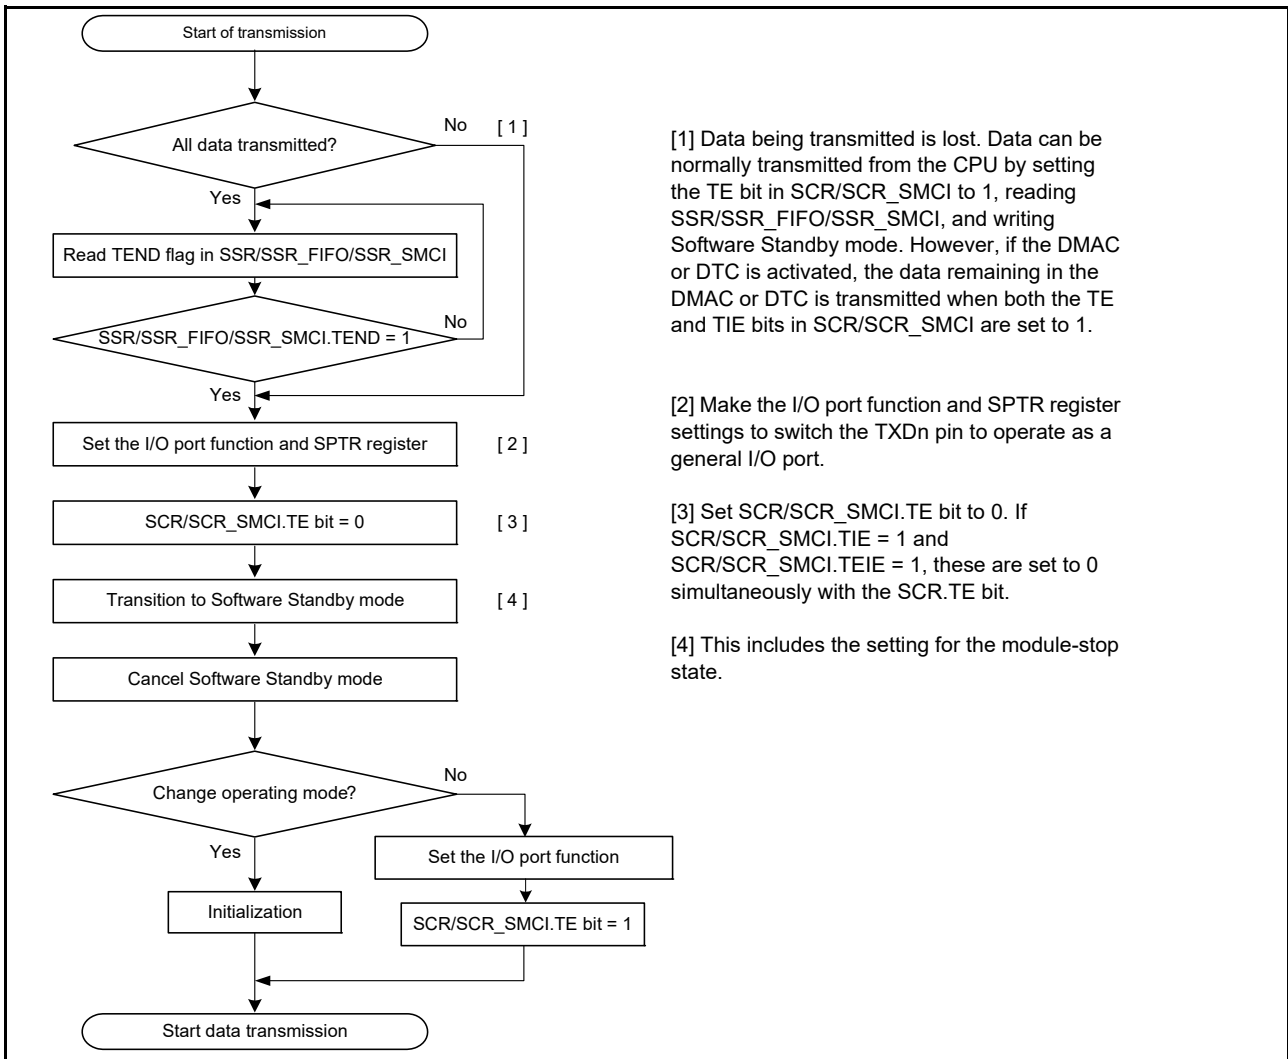 Start of transmission
All data transmitted?
No
[ 1 ]
Yes
Read TEND flag in SSR/SSR_FIFO/SSR_SMCI
SSR/SSR_FIFO/SSR_SMCI.TEND = 1
No
Yes
Set the I/O port function and SPTR register
[ 2 ]
SCR/SCR_SMCI.TE bit = 0
[ 3 ]
Transition to Software Standby mode
[ 4 ]
Cancel Software Standby mode
Change operating mode?
No
Yes
Set the I/O port function
Initialization
SCR/SCR_SMCI.TE bit = 1
Start data transmission
[1] Data being transmitted is lost. Data can be
normally transmitted from the CPU by setting
the TE bit in SCR/SCR_SMCI to 1, reading
SSR/SSR_FIFO/SSR_SMCI, and writing
Software Standby mode. However, if the DMAC
or DTC is activated, the data remaining in the
DMAC or DTC is transmitted when both the TE
and TIE bits in SCR/SCR_SMCI are set to 1.
[2] Make the I/O port function and SPTR register
settings to switch the TXDn pin to operate as a
general I/O port.
[3] Set SCR/SCR_SMCI.TE bit to 0. If
SCR/SCR_SMCI.TIE = 1 and
SCR/SCR_SMCI.TEIE = 1, these are set to 0
simultaneously with the SCR.TE bit.
[4] This includes the setting for the module-stop
state.